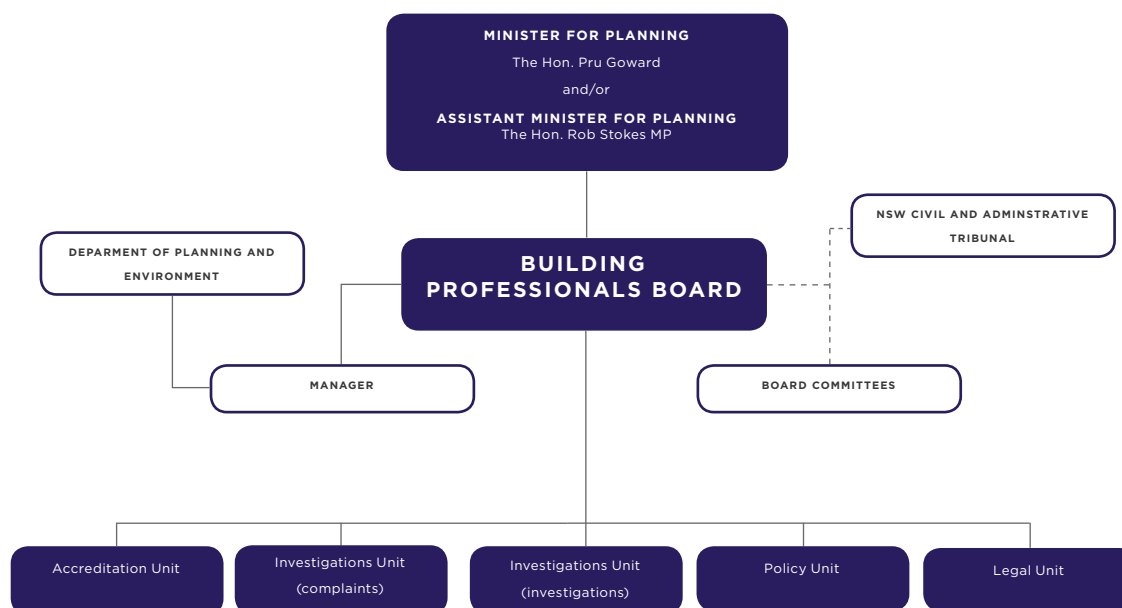 MINISTER FOR PLANNING
The Hon. Pru Goward
and/or
ASSISTANT MINISTER FOR PLANNING
The Hon. Rob Stokes MP
NSW CIVIL AND ADMINSTRATIVE
TRIBUNAL
DEPARMENT OF PLANNING AND
ENVIRONMENT
BUILDING
PROFESSIONALS BOARD
MANAGER
BOARD COMMITTEES
Accreditation Unit
Investigations Unit
(complaints)
Investigations Unit
(investigations)
Policy Unit
Legal Unit